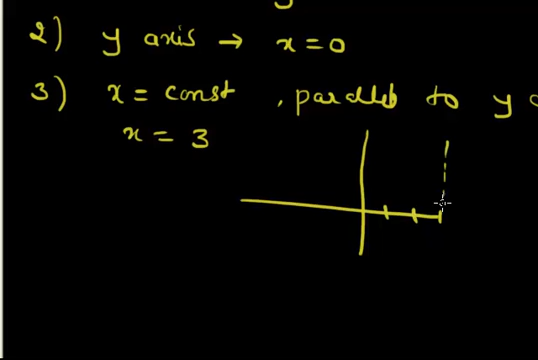 2) y axis → x = 0
3) x = const , parallel to y
x = 3